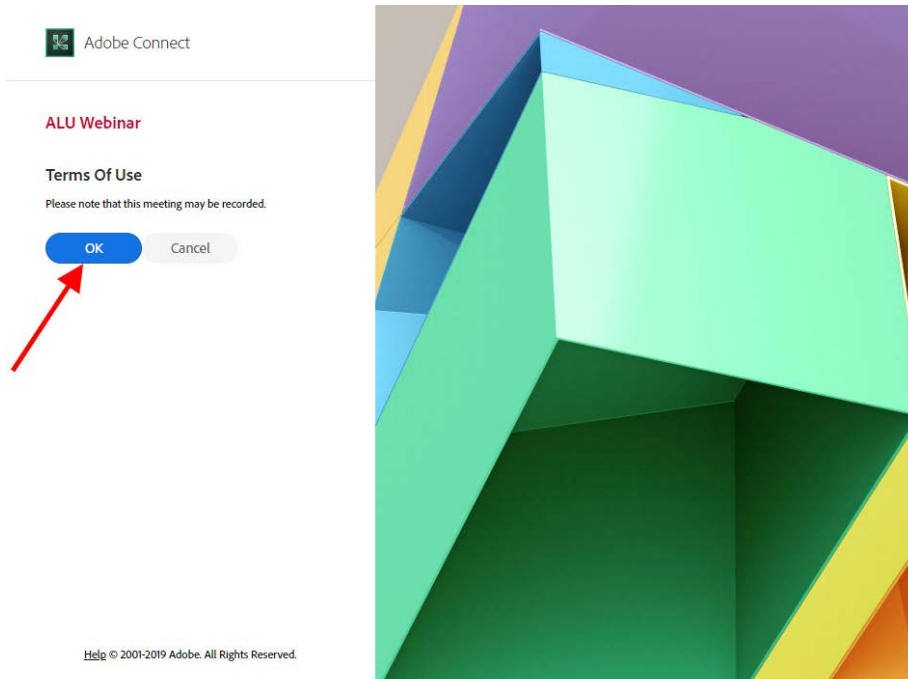 Adobe Connect
ALU Webinar
Terms Of Use
Please note that this meeting may be recorded.
OK Cancel
Help © 2001-2019 Adobe. All Rights Reserved.